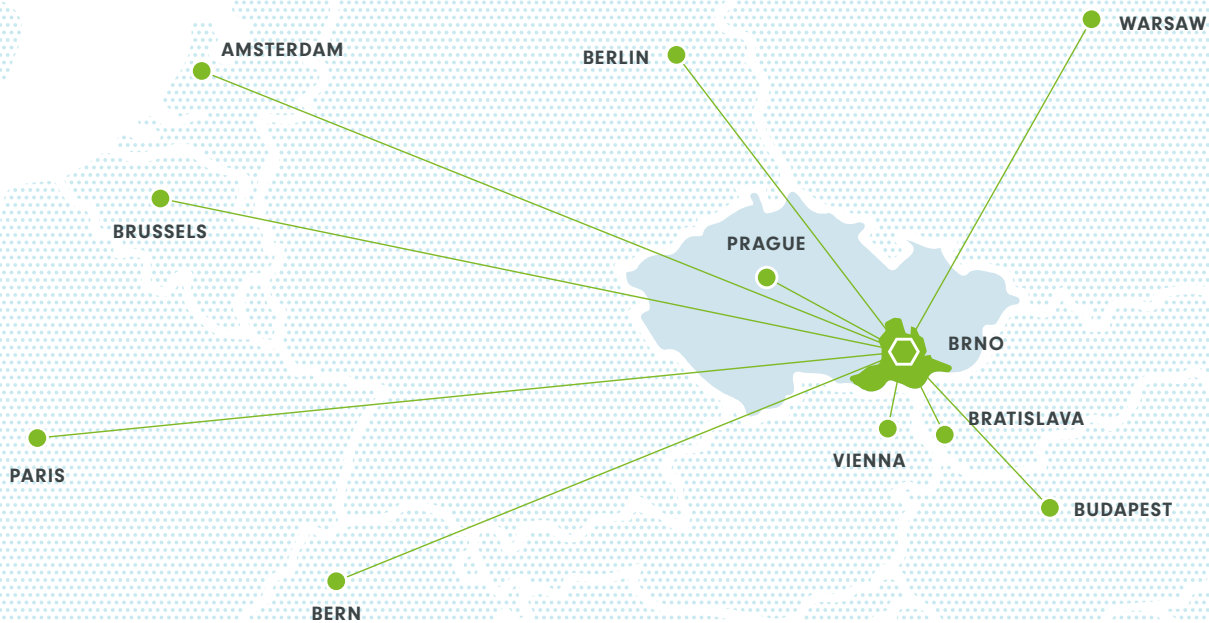 WARSAW
AMSTERDAM
BERLIN
BRUSSELS
PRAGUE
BRNO
BRATISLAVA
VIENNA
PARIS
BUDAPEST
BERN